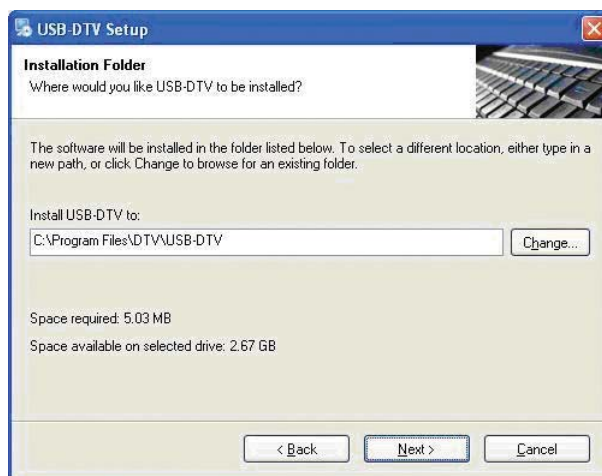 USB-DTV Setup
Installation Folder
Where would you like USB-DTV to be installed?
The software will be installed in the folder listed below. To select a different location, either type in a
new path, or click Change to browse for an existing folder.
Install USB-DTV to:
C:\Program Files\DTV\USB-DTV
Change...
Space required: 5.03 MB
Space available on selected drive: 2.67 GB
< Back
Next >
Cancel